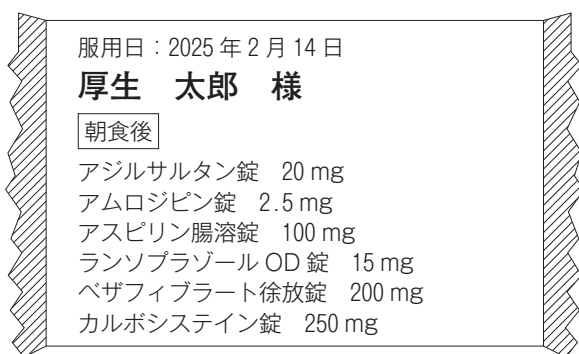 服用日：2025 年 2 月 14 日
厚生　太郎　様
朝食後
アジルサルタン錠　20 mg
アムロジピン錠　2.5 mg
アスピリン腸溶錠　100 mg
ランソプラゾール OD 錠　15 mg
ベザフィブラート徐放錠　200 mg
カルボシステイン錠　250 mg